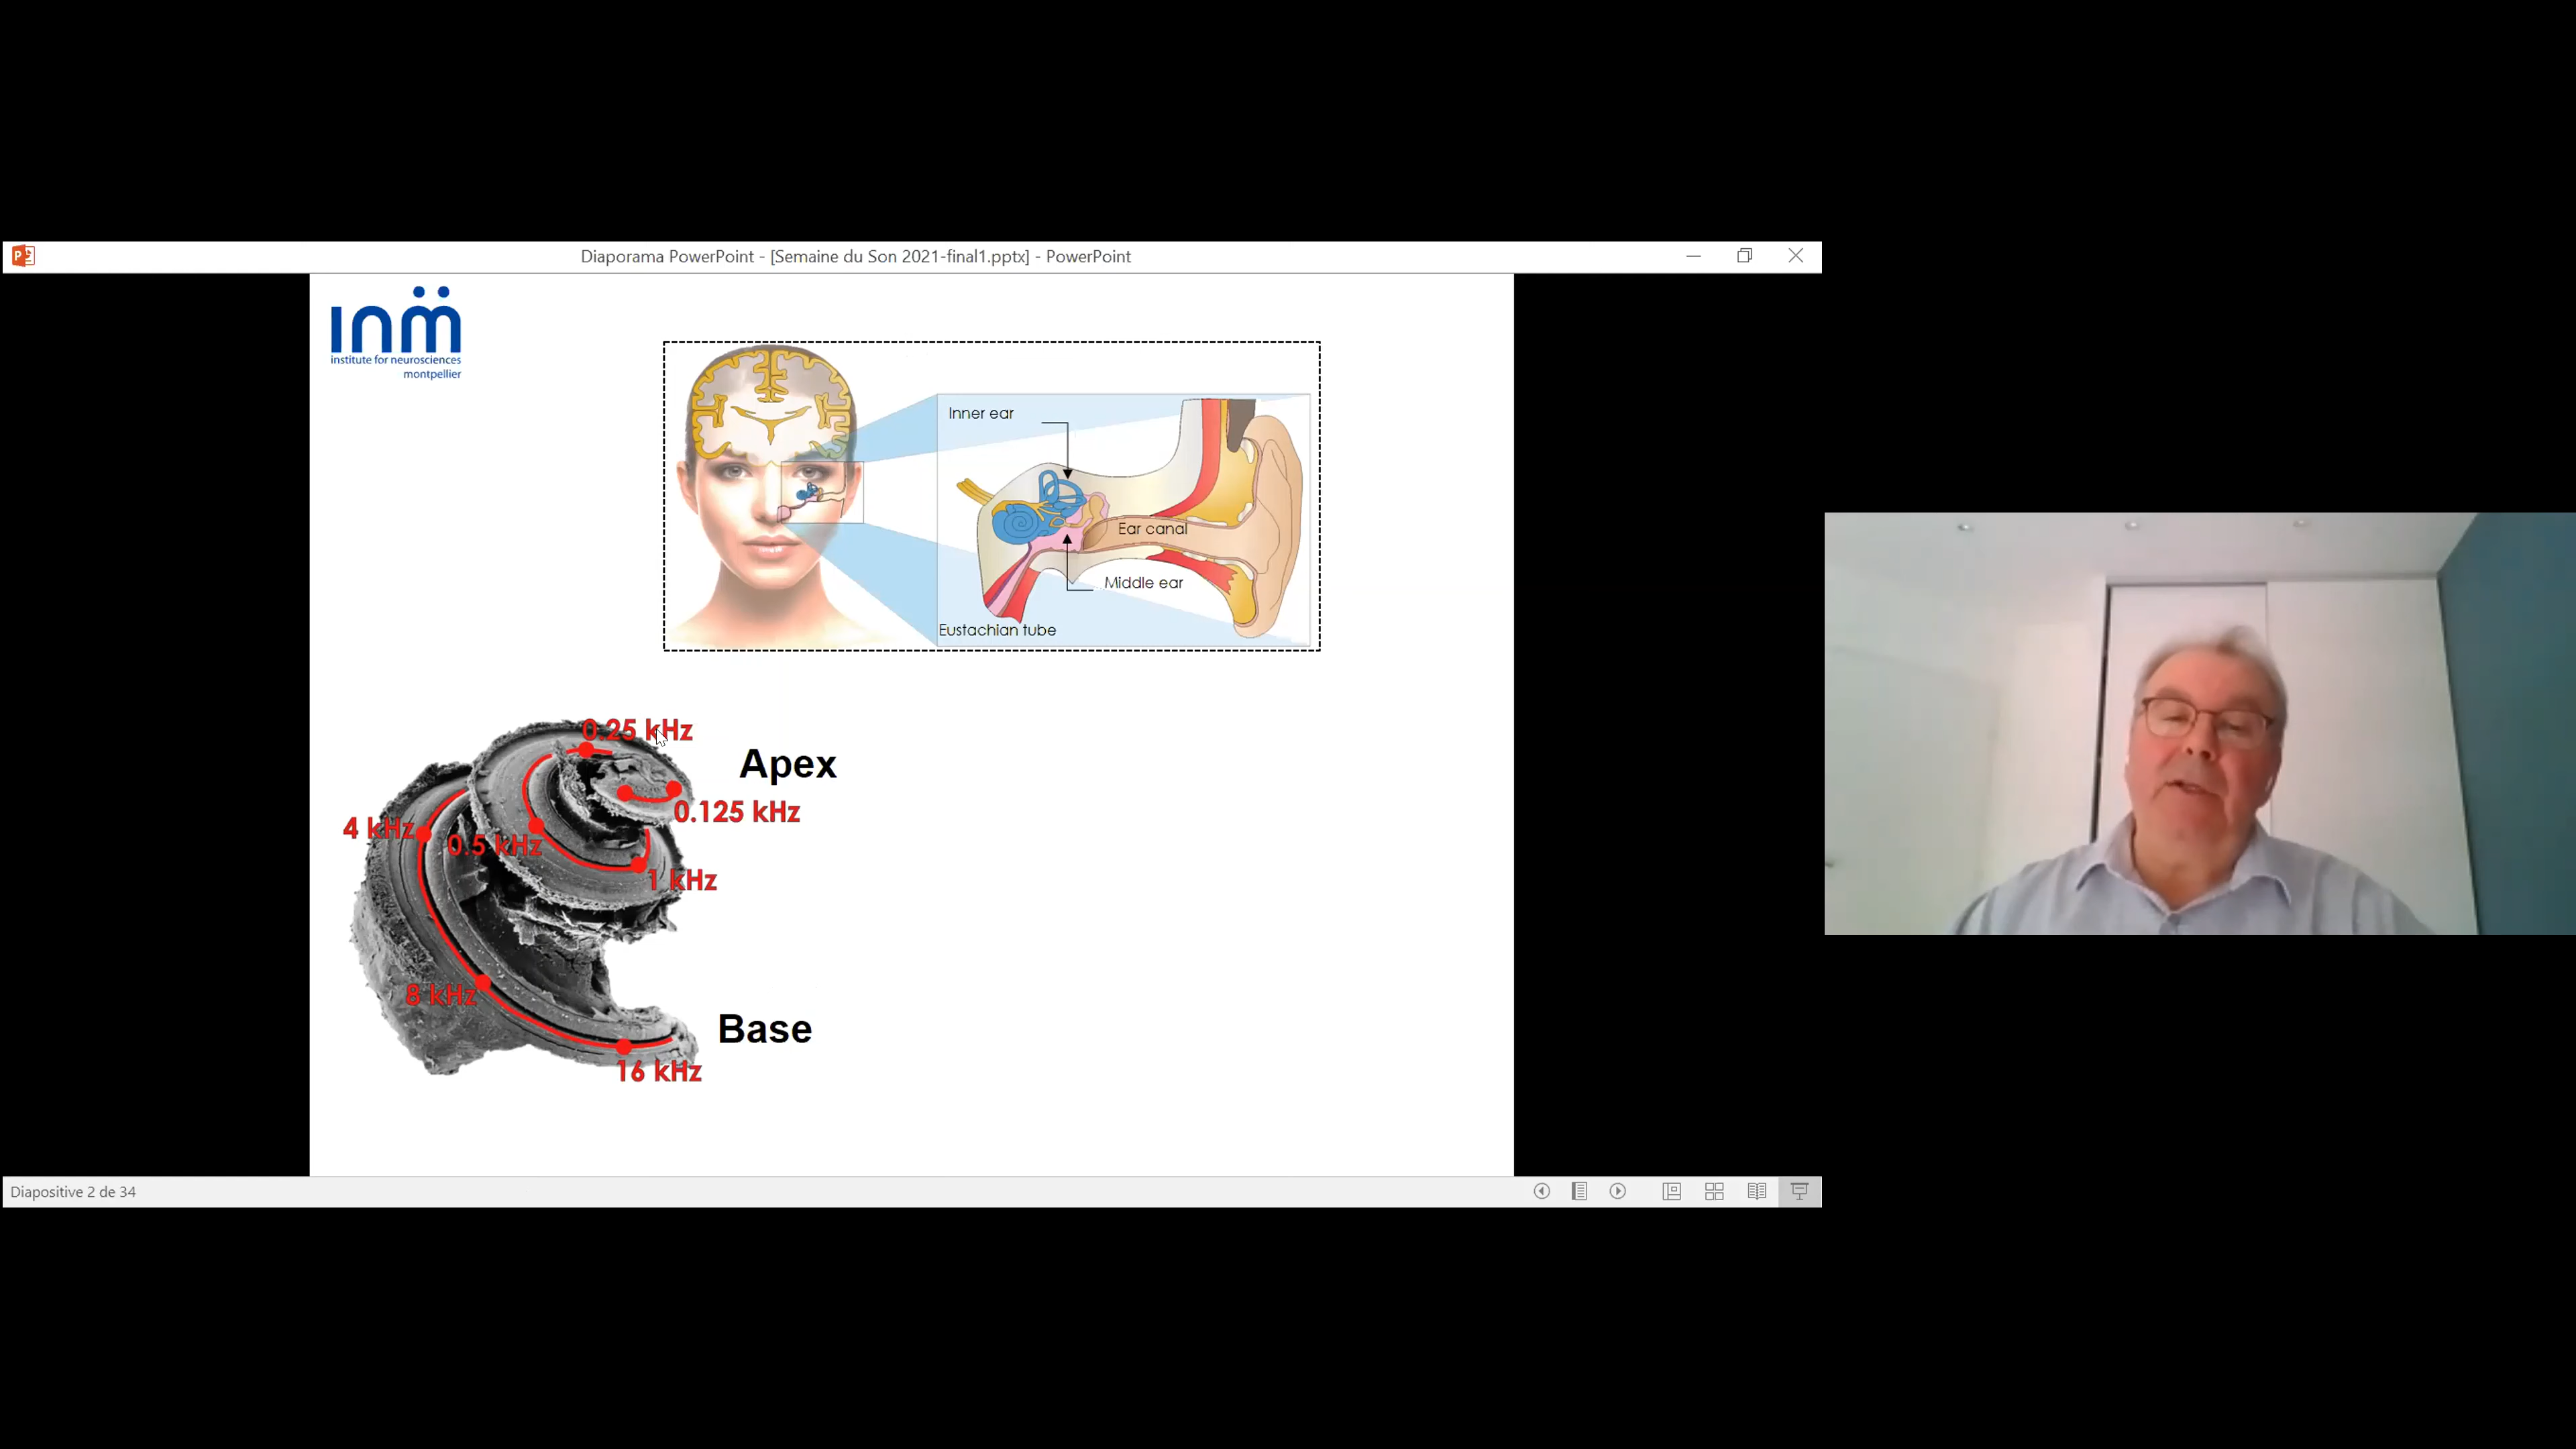 Diaporama PowerPoint - [Semaine du Son 2021-final1.pptx] - PowerPoint
inm
institute for neurosciences
montpellier
Inner ear
Ear canal
Middle ear
Eustachian tube
0.25 kHz
Apex
0.125 kHz
4 kHz
0.5 kHz
1 kHz
8 kHz
Base
16 kHz
Diapositive 2 de 34